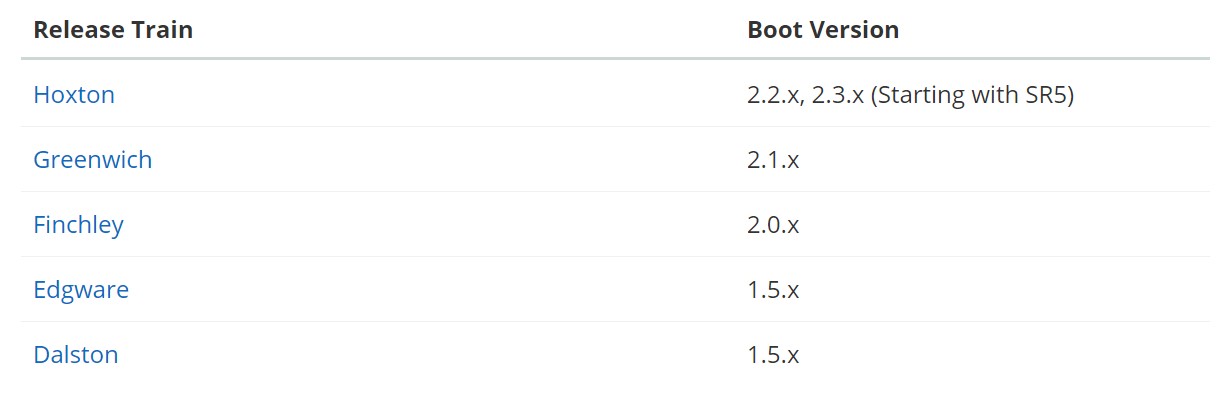 Release Train Boot Version
Hoxton 2.2.x, 2.3.x (Starting with SR5)
Greenwich 2.1.x
Finchley 2.0.x
Edgware 1.5.x
Dalston 1.5.x